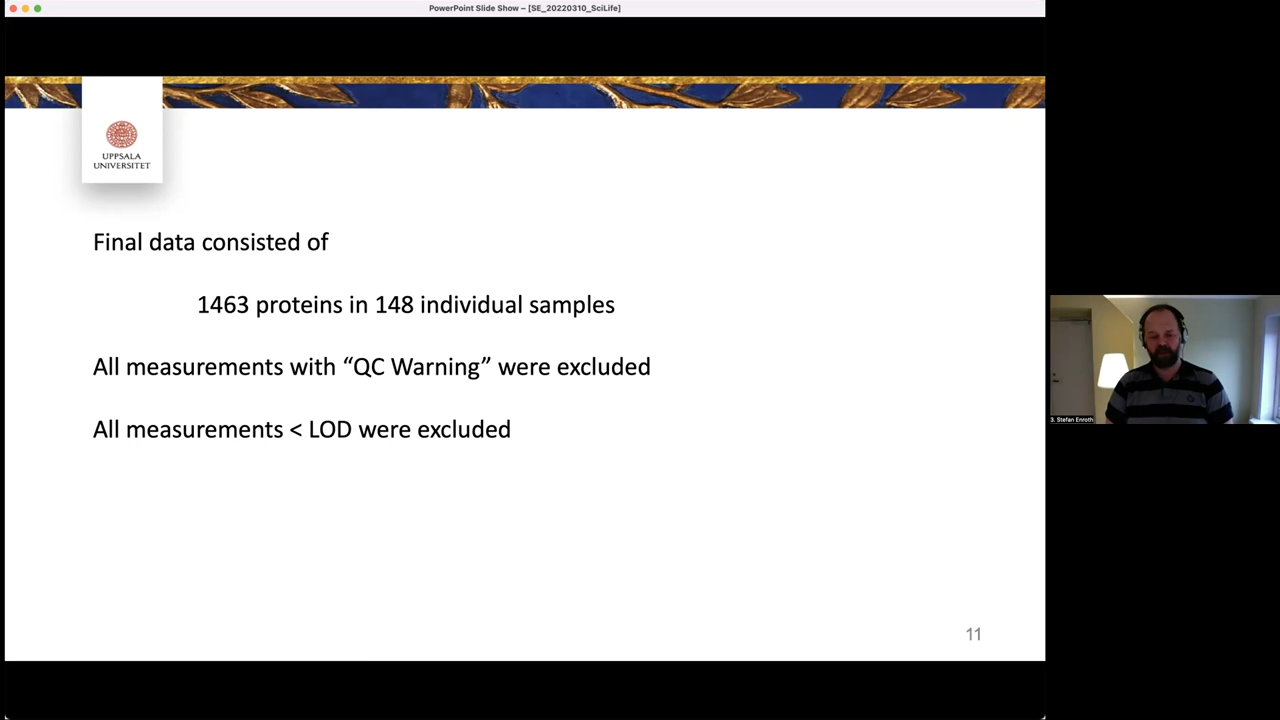 PowerPoint Slide Show – [SE_20220310_SciLife]
UPPSALA
UNIVERSITET
Final data consisted of
1463 proteins in 148 individual samples
All measurements with “QC Warning” were excluded
All measurements < LOD were excluded
3. Stefan Enroth
11